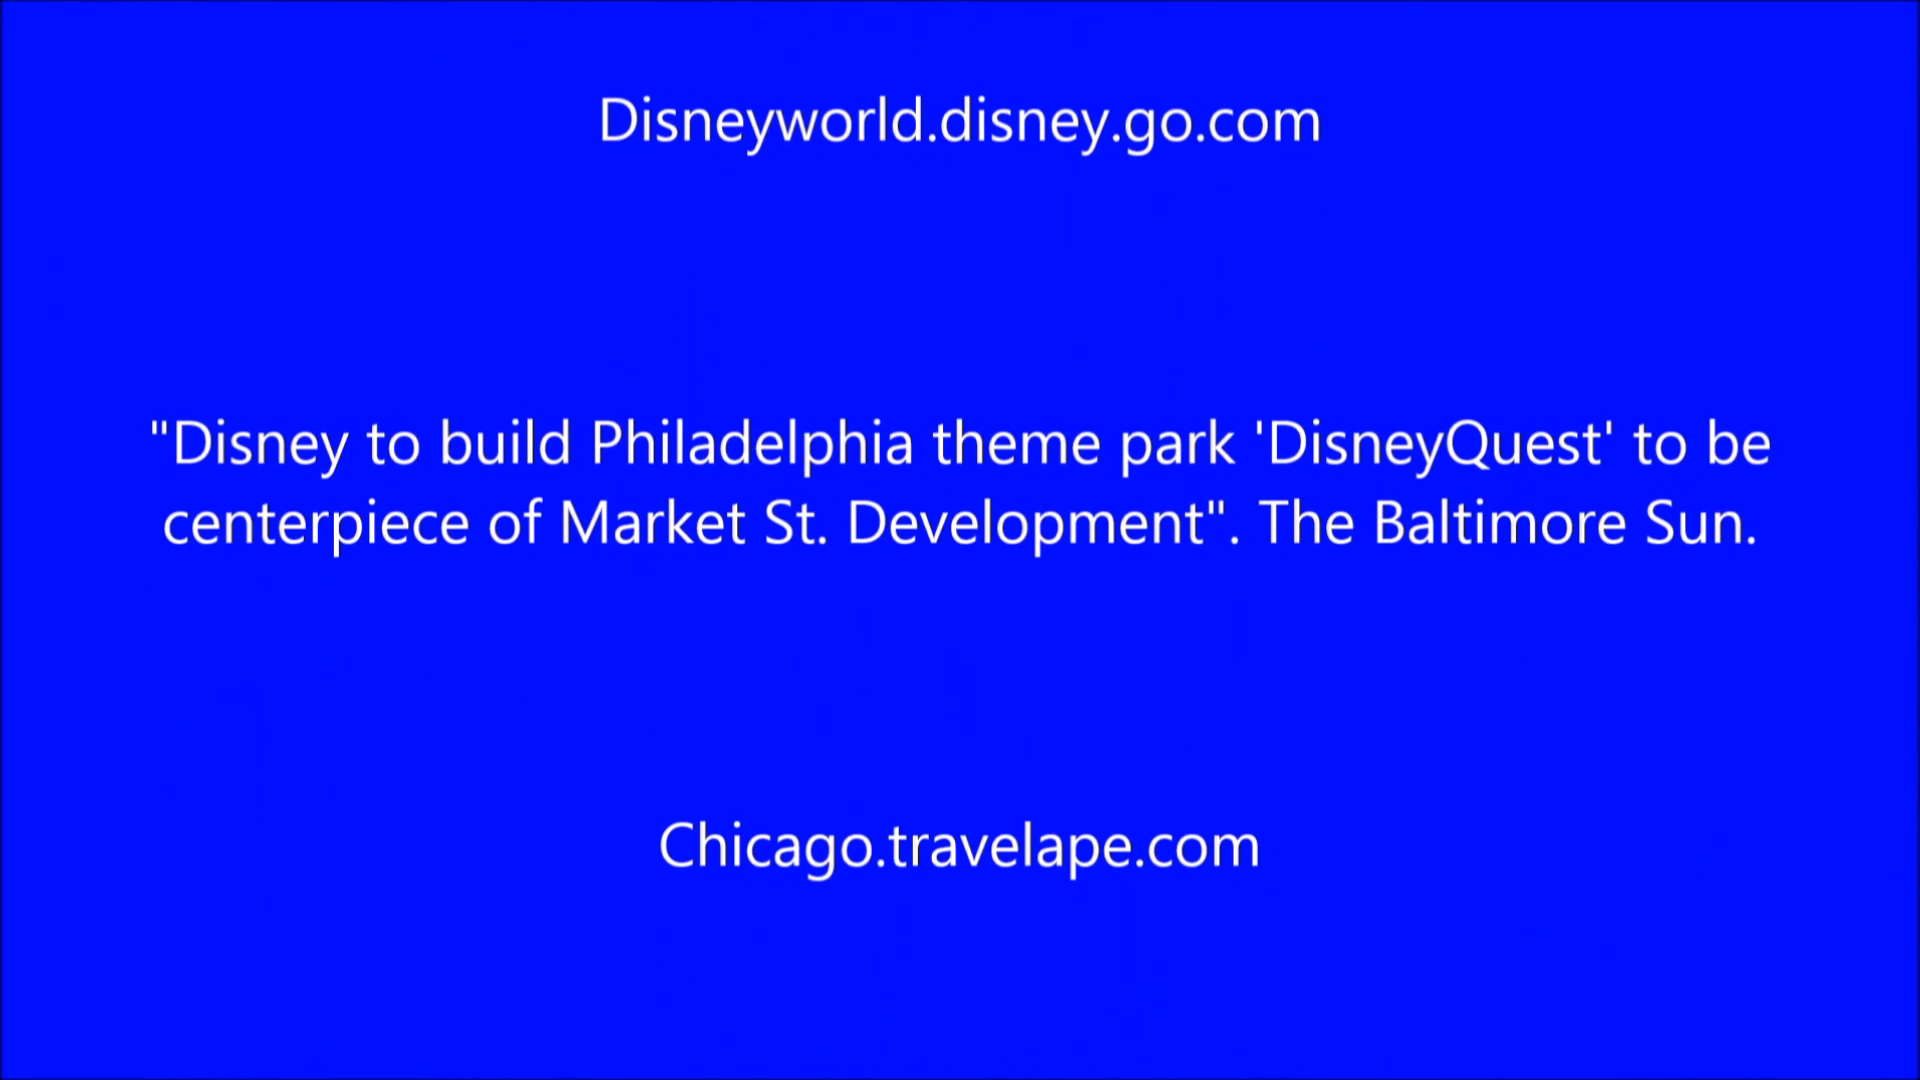 Disneyworld.disney.go.com
"Disney to build Philadelphia theme park 'DisneyQuest' to be
centerpiece of Market St. Development". The Baltimore Sun.
Chicago.travelape.com